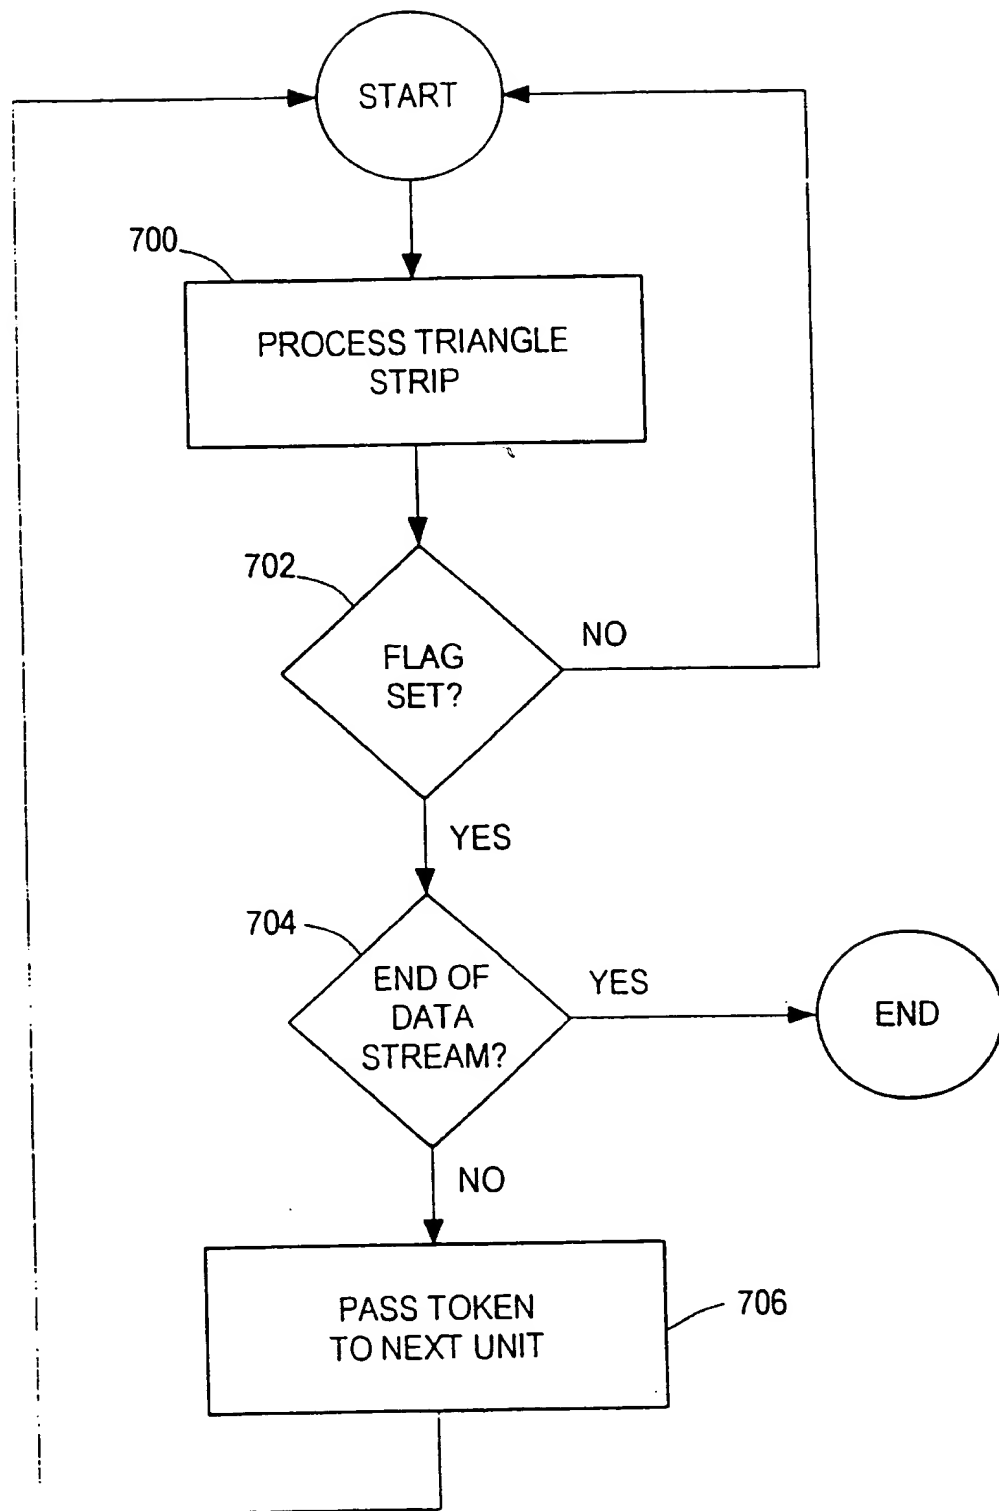 START
700
PROCESS TRIANGLE
STRIP
702
FLAG
SET?
NO
YES
704
END OF
DATA
STREAM?
YES
END
NO
PASS TOKEN
TO NEXT UNIT
706